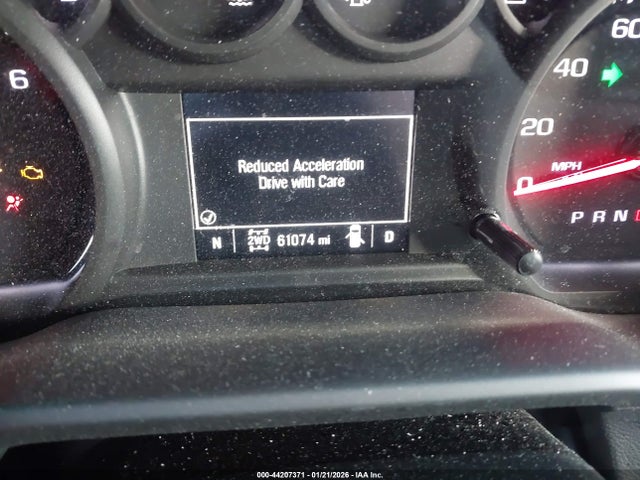 6
60
40
20
0
MPH
PRND
Reduced Acceleration
Drive with Care
N 2WD 61074 mi D
000-44207371 - 01/21/2026 - IAA Inc.